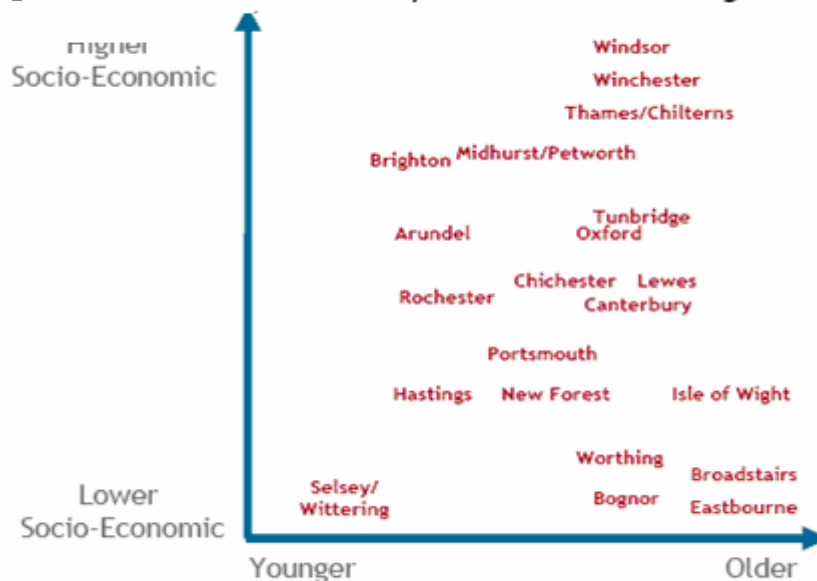 Higher
Socio-Economic
Windsor
Winchester
Thames/Chilterns
Brighton
Midhurst/Petworth
Tunbridge
Arundel
Oxford
Chichester
Lewes
Rochester
Canterbury
Portsmouth
Hastings
New Forest
Isle of Wight
Worthing
Broadstairs
Selsey/
Wittering
Bognor
Eastbourne
Lower
Socio-Economic
Younger
Older